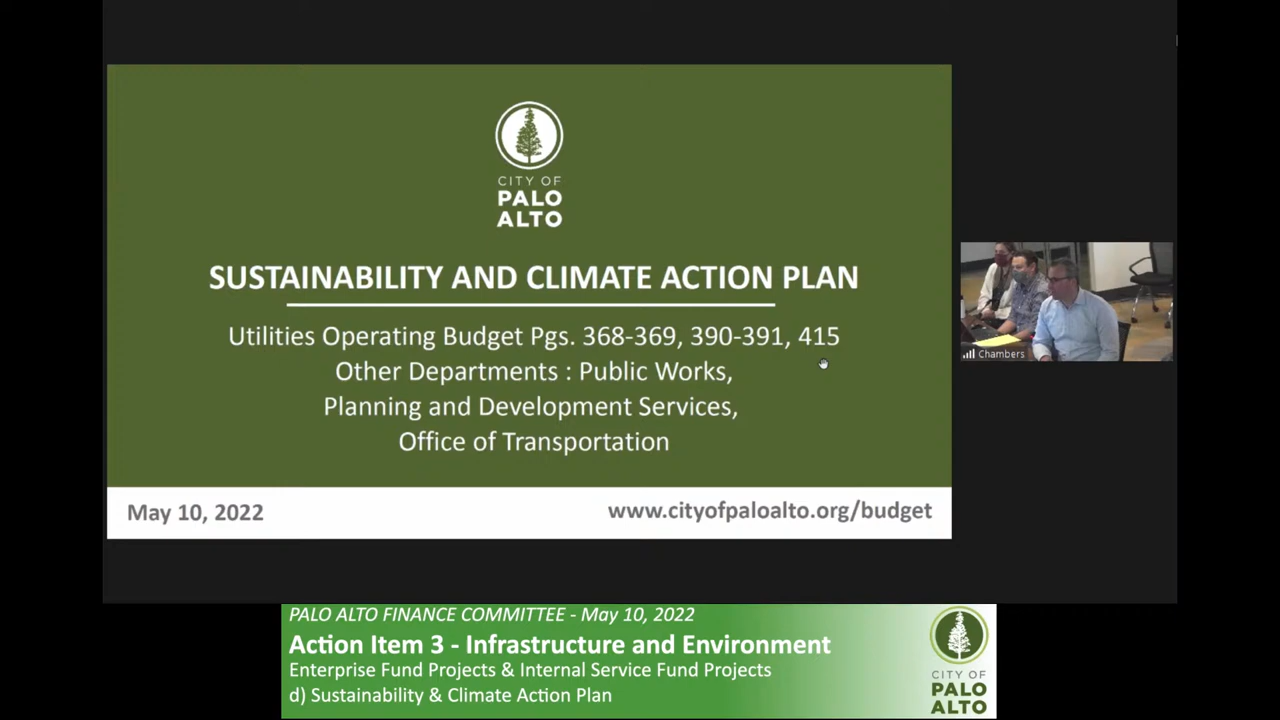 CITY OF
PALO
ALTO
SUSTAINABILITY AND CLIMATE ACTION PLAN
Utilities Operating Budget Pgs. 368-369, 390-391, 415
Other Departments : Public Works,
Planning and Development Services,
Office of Transportation
May 10, 2022
www.cityofpaloalto.org/budget
Chambers
PALO ALTO FINANCE COMMITTEE - May 10, 2022
Action Item 3 - Infrastructure and Environment
Enterprise Fund Projects & Internal Service Fund Projects
d) Sustainability & Climate Action Plan
CITY OF
PALO
ALTO